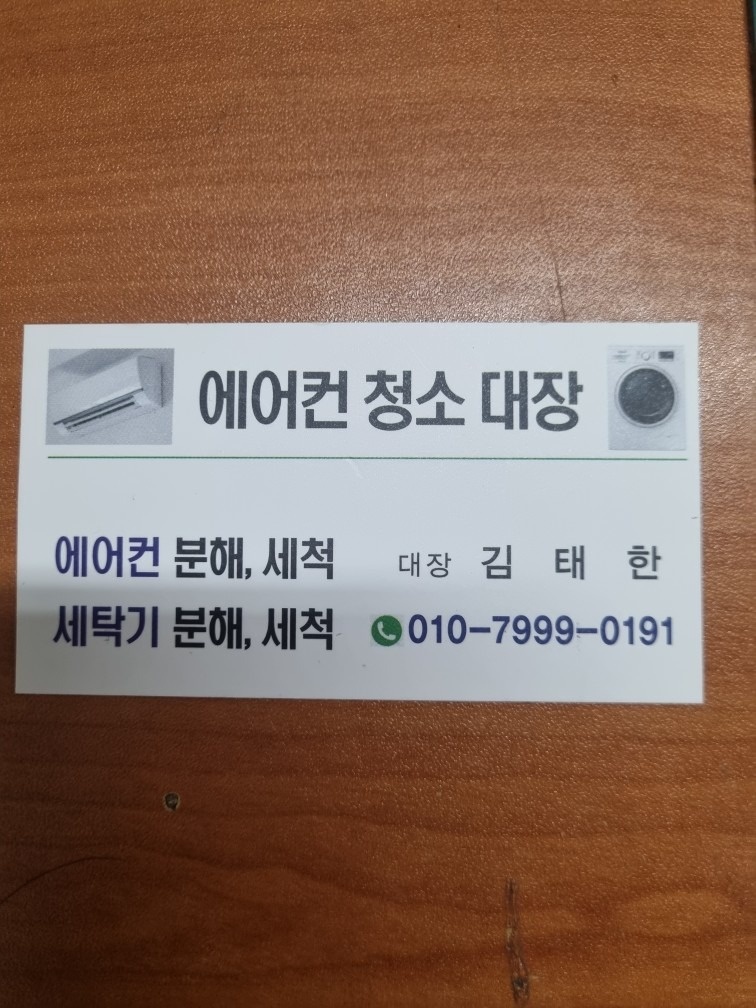 에어컨 청소 대장
에어컨 분해, 세척
대장 김 태 한
세탁기 분해, 세척
010-7999-0191